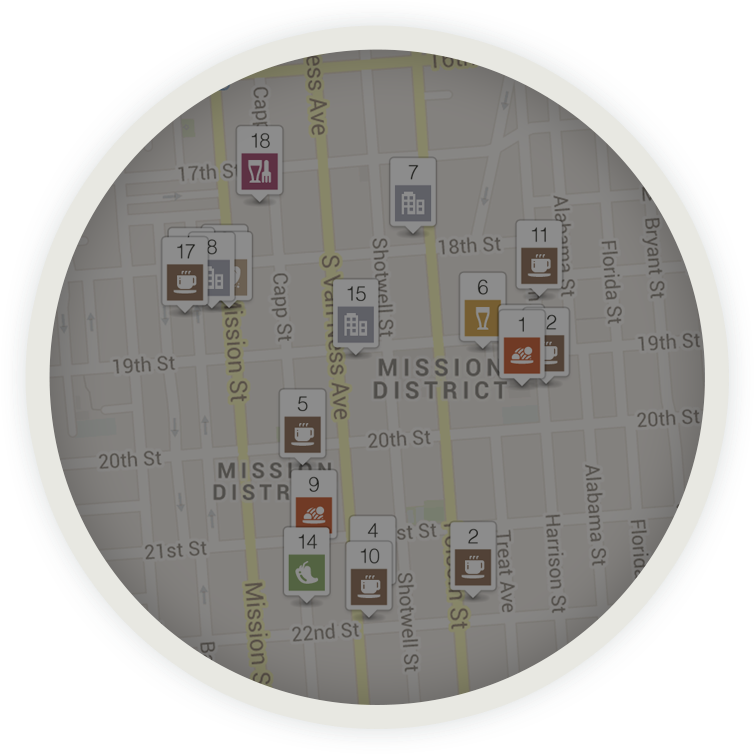 ess Ave
Capp
18
17th St
7
18th St
11
Alabama St
Bryant St
Florida St
17
8
S Van Ness Ave
Shotwell St
Capp St
15
6
1
2
19th St
19th St
ission St
MISSION
DISTRICT
5
20th St
20th St
20th St
MISSION
DISTR
9
Alabama St
4
st St
2
14
10
21st St
Treat Ave
Harrison St
Florida
Shotwell St
Mission S
22nd St